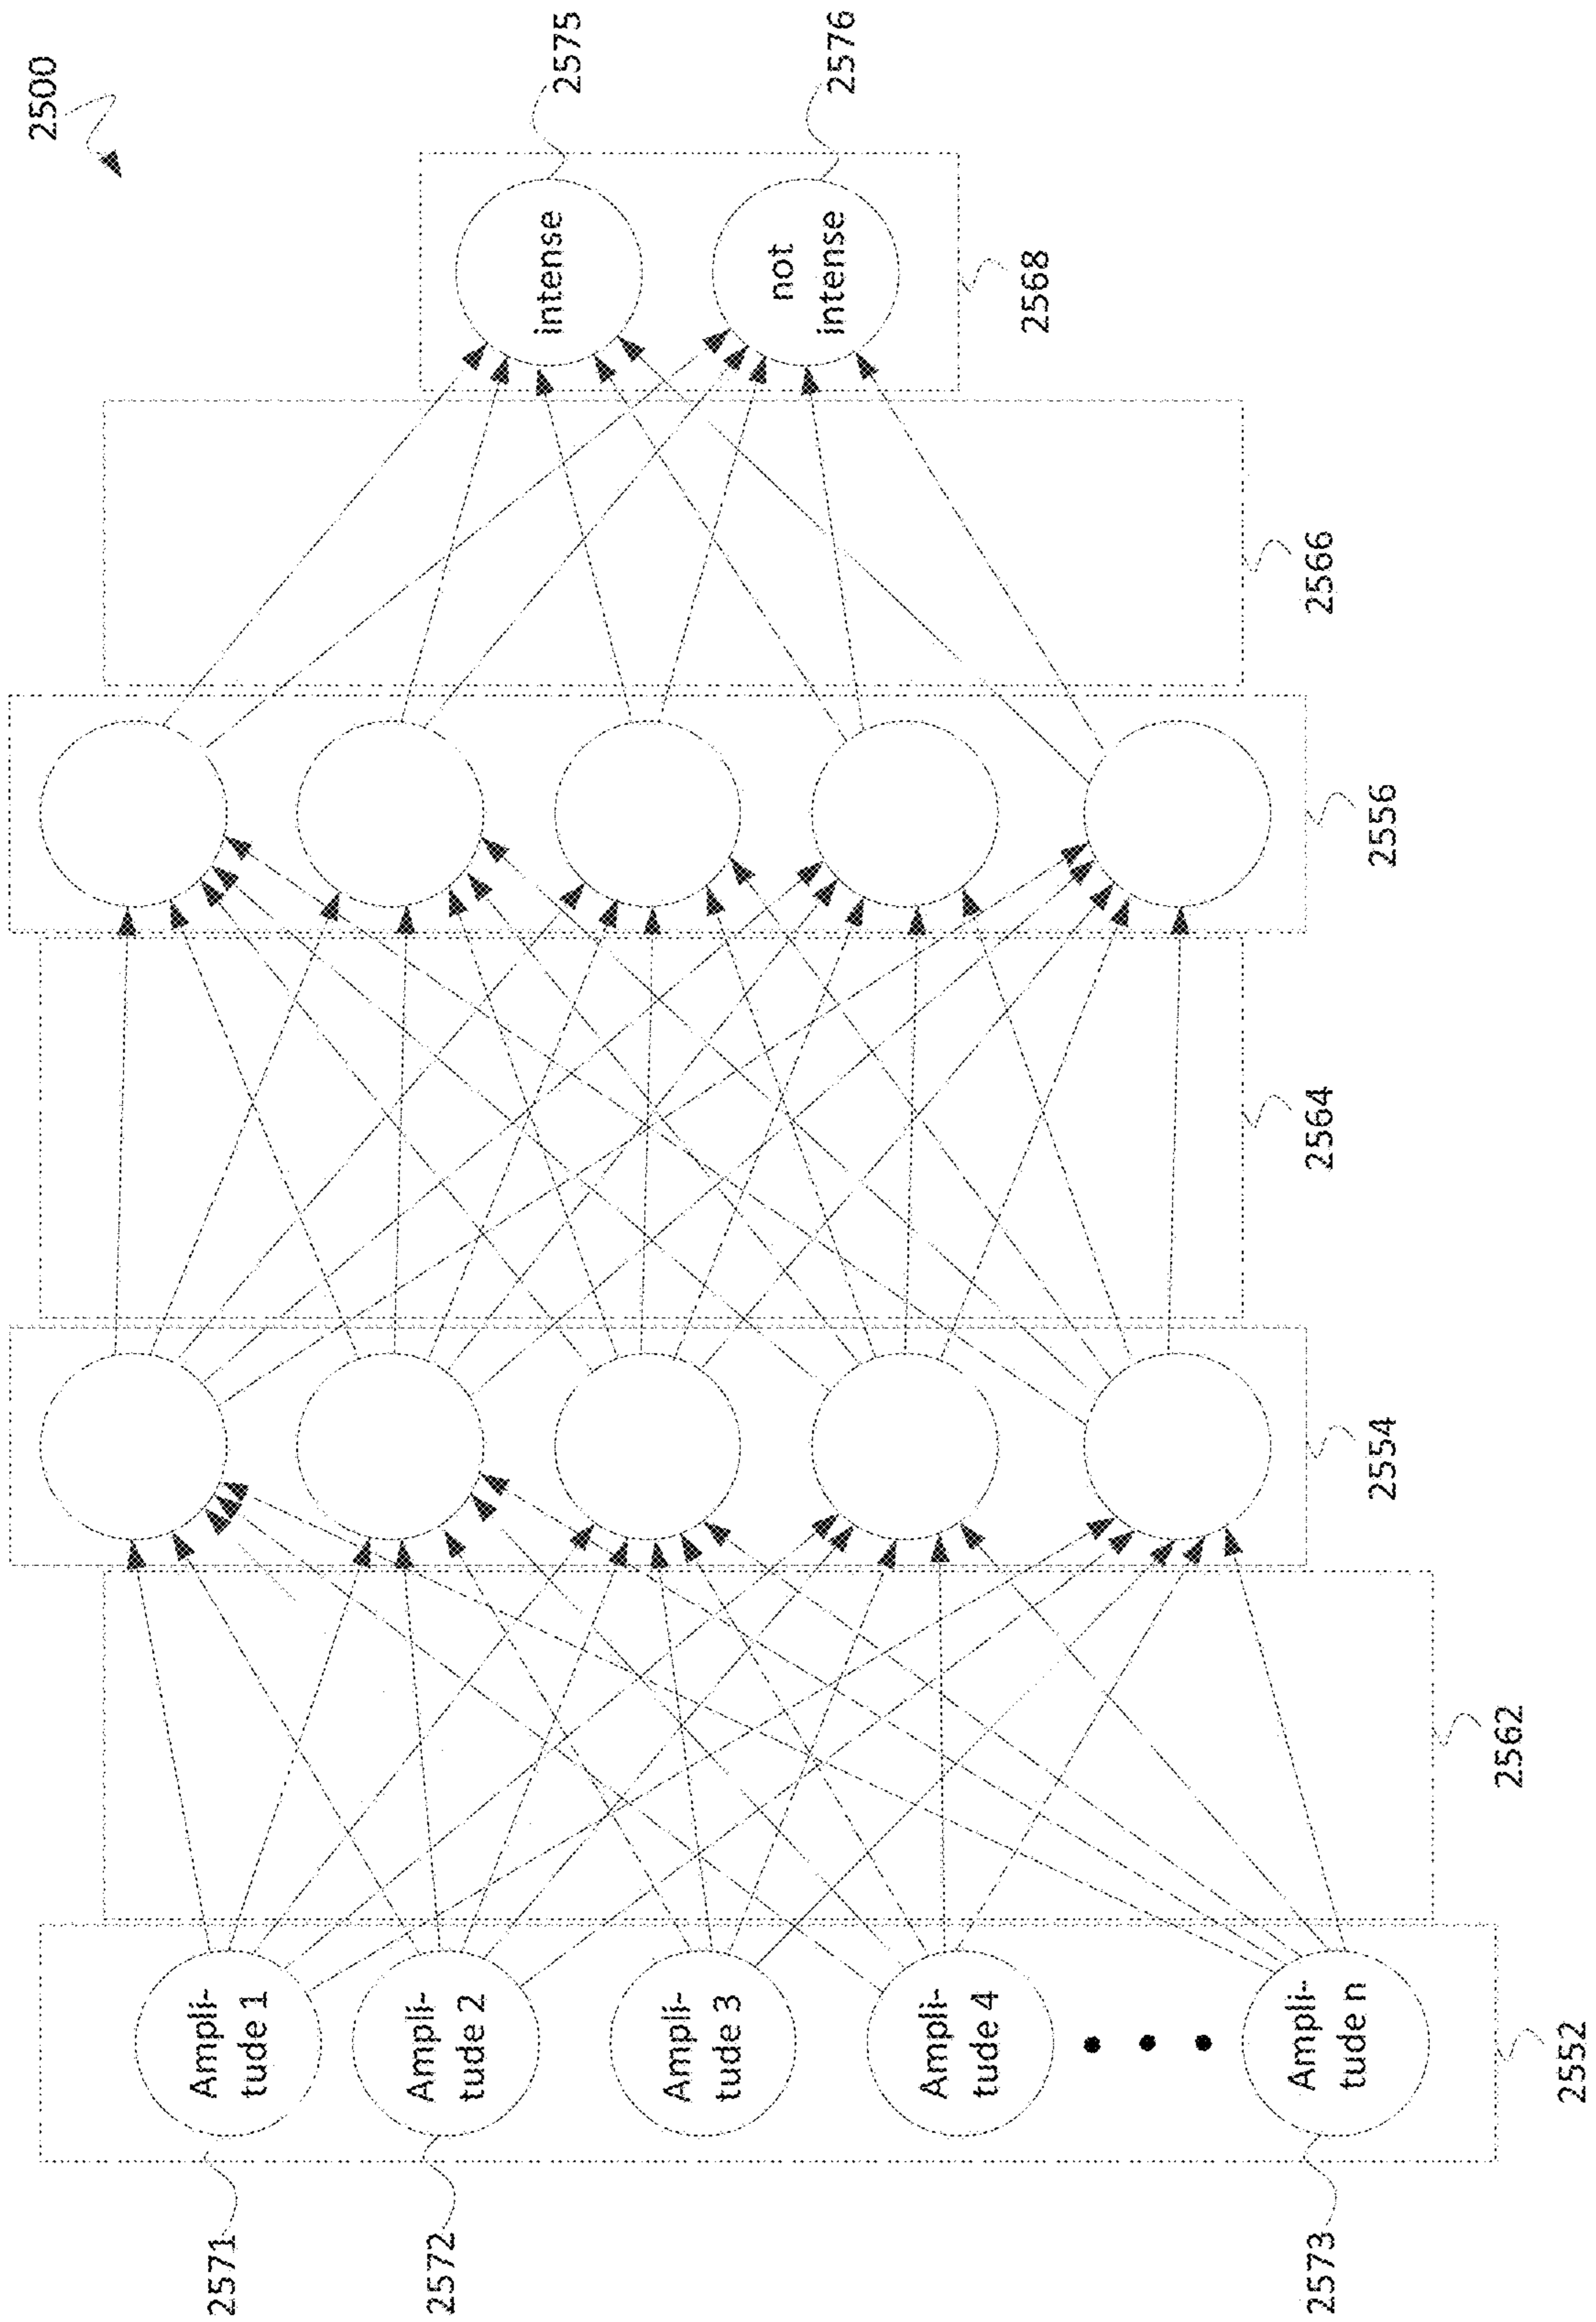 2500
2571
Ampli-
tude 1
2572
Ampli-
tude 2
Ampli-
tude 3
Ampli-
tude 4
2573
Ampli-
tude n
2552
2562
2554
2564
2556
2566
intense
2575
not
intense
2576
2568